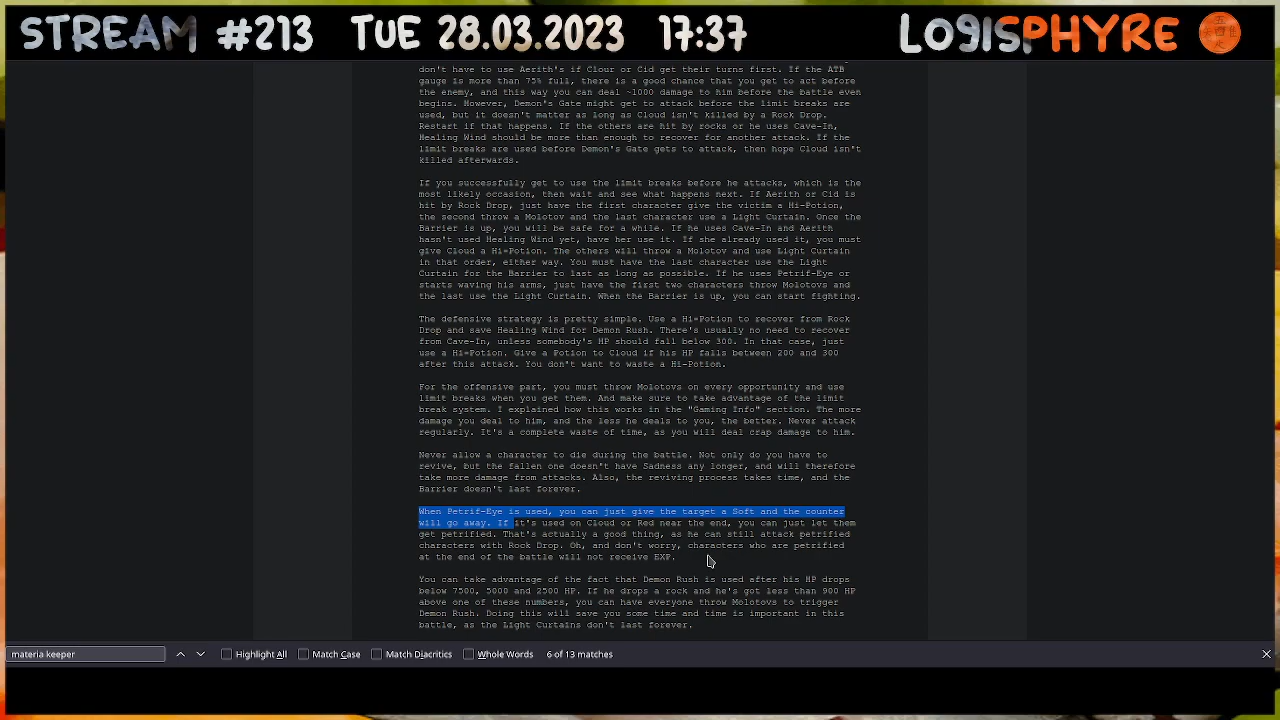 STREAM #213 TUE 28.03.2023 17:37 LOGISPHYRE
don't have to use Aerith's if Clour or Cid get their turns first. If the ATB
gauge is more than 75% full, there is a good chance that you get to act before
the enemy, and this way you can deal ~1000 damage to him before the battle even
begins. However, Demon's Gate might get to attack before the limit breaks are
used, but it doesn't matter as long as Cloud isn't killed by a Rock Drop.
Restart if that happens. If the others are hit by rocks or he uses Cave-In,
Healing Wind should be more than enough to recover for another attack. If the
limit breaks are used before Demon's Gate gets to attack, then hope Cloud isn't
killed afterwards.
If you successfully get to use the limit breaks before he attacks, which is the
most likely occasion, then wait and see what happens next. If Aerith or Cid is
hit by Rock Drop, just have the first character give the victim a Hi-Potion,
the second throw a Molotov and the last character use a Light Curtain. Once the
Barrier is up, you will be safe for a while. If he uses Cave-In and Aerith
hasn't used Healing Wind yet, have her use it. If she already used it, you must
give Cloud a Hi-Potion. The others will throw a Molotov and use Light Curtain
in that order, either way. You must have the last character use the Light
Curtain for the Barrier to last as long as possible. If he uses Petrif-Eye or
starts waving his arms, just have the first two characters throw Molotovs and
the last use the Light Curtain. When the Barrier is up, you can start fighting.
The defensive strategy is pretty simple. Use a Hi-Potion to recover from Rock
Drop and save Healing Wind for Demon Rush. There's usually no need to recover
from Cave-In, unless somebody's HP should fall below 300. In that case, just
use a Hi-Potion. Give a Potion to Cloud if his HP falls between 200 and 300
after this attack. You don't want to waste a Hi-Potion.
For the offensive part, you must throw Molotovs on every opportunity and use
limit breaks when you get them. And make sure to take advantage of the limit
break system. I explained how this works in the "Gaming Info" section. The more
damage you deal to him, and the less he deals to you, the better. Never attack
regularly. It's a complete waste of time, as you will deal crap damage to him.
Never allow a character to die during the battle. Not only do you have to
revive, but the fallen one doesn't have Sadness any longer, and will therefore
take more damage from attacks. Also, the reviving process takes time, and the
Barrier doesn't last forever.
When Petrif-Eye is used, you can just give the target a Soft and the counter
will go away. If it's used on Cloud or Red near the end, you can just let them
get petrified. That's actually a good thing, as he can still attack petrified
characters with Rock Drop. Oh, and don't worry, characters who are petrified
at the end of the battle will not receive EXP.
You can take advantage of the fact that Demon Rush is used after his HP drops
below 7500, 5000 and 2500 HP. If he drops a rock and he's got less than 900 HP
above one of these numbers, you can have everyone throw Molotovs to trigger
Demon Rush. Doing this will save you some time and time is important in this
battle, as the Light Curtains don't last forever.
materia keeper Highlight All Match Case Match Diacritics Whole Words 6 of 13 matches